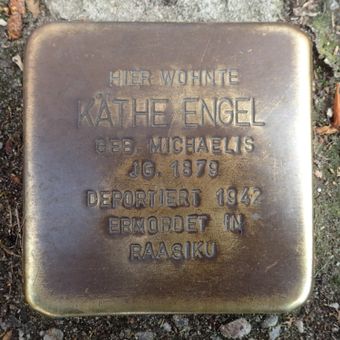 HIER WOHNTE
KÄTHE ENGEL
GEB. MICHAELIS
JG. 1879
DEPORTIERT 1942
ERMORDET IN
RAASIKU